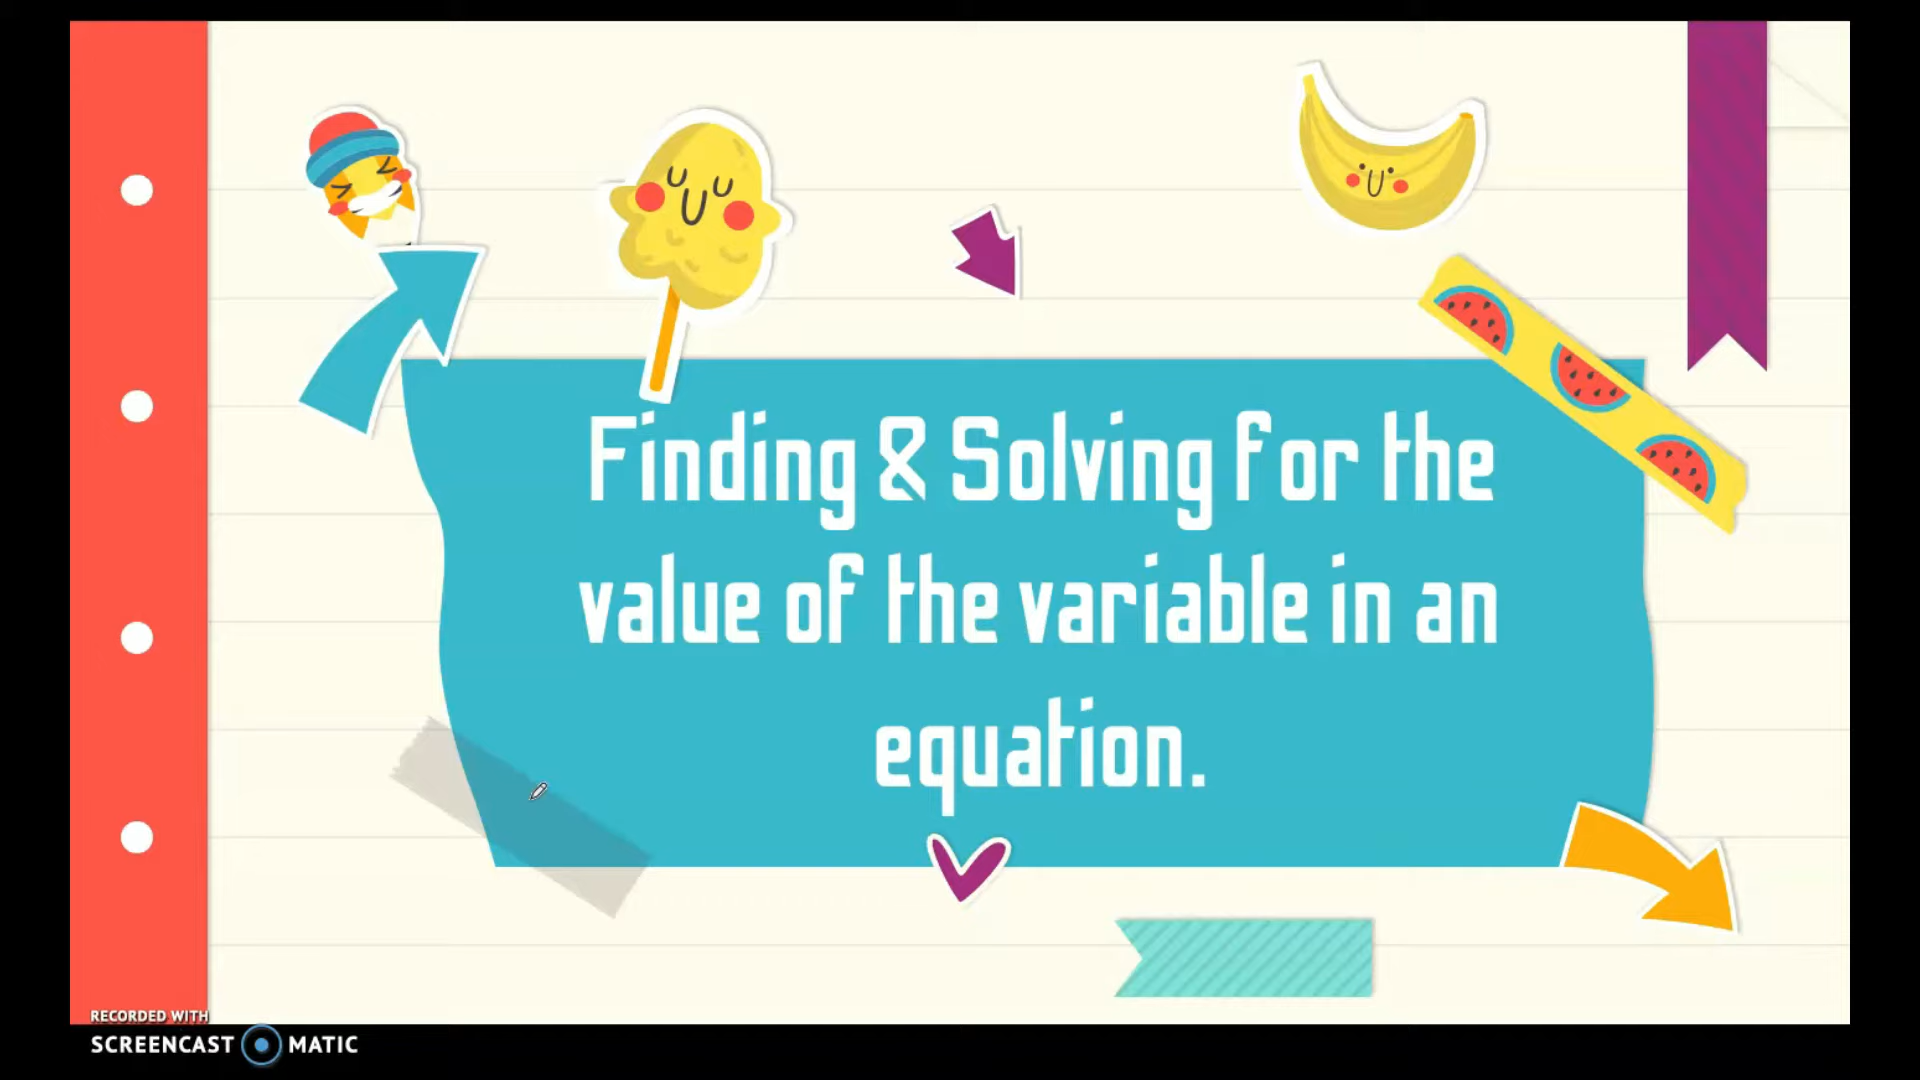 Finding & Solving for the
value of the variable in an
equation.
RECORDED WITH
SCREENCAST MATIC